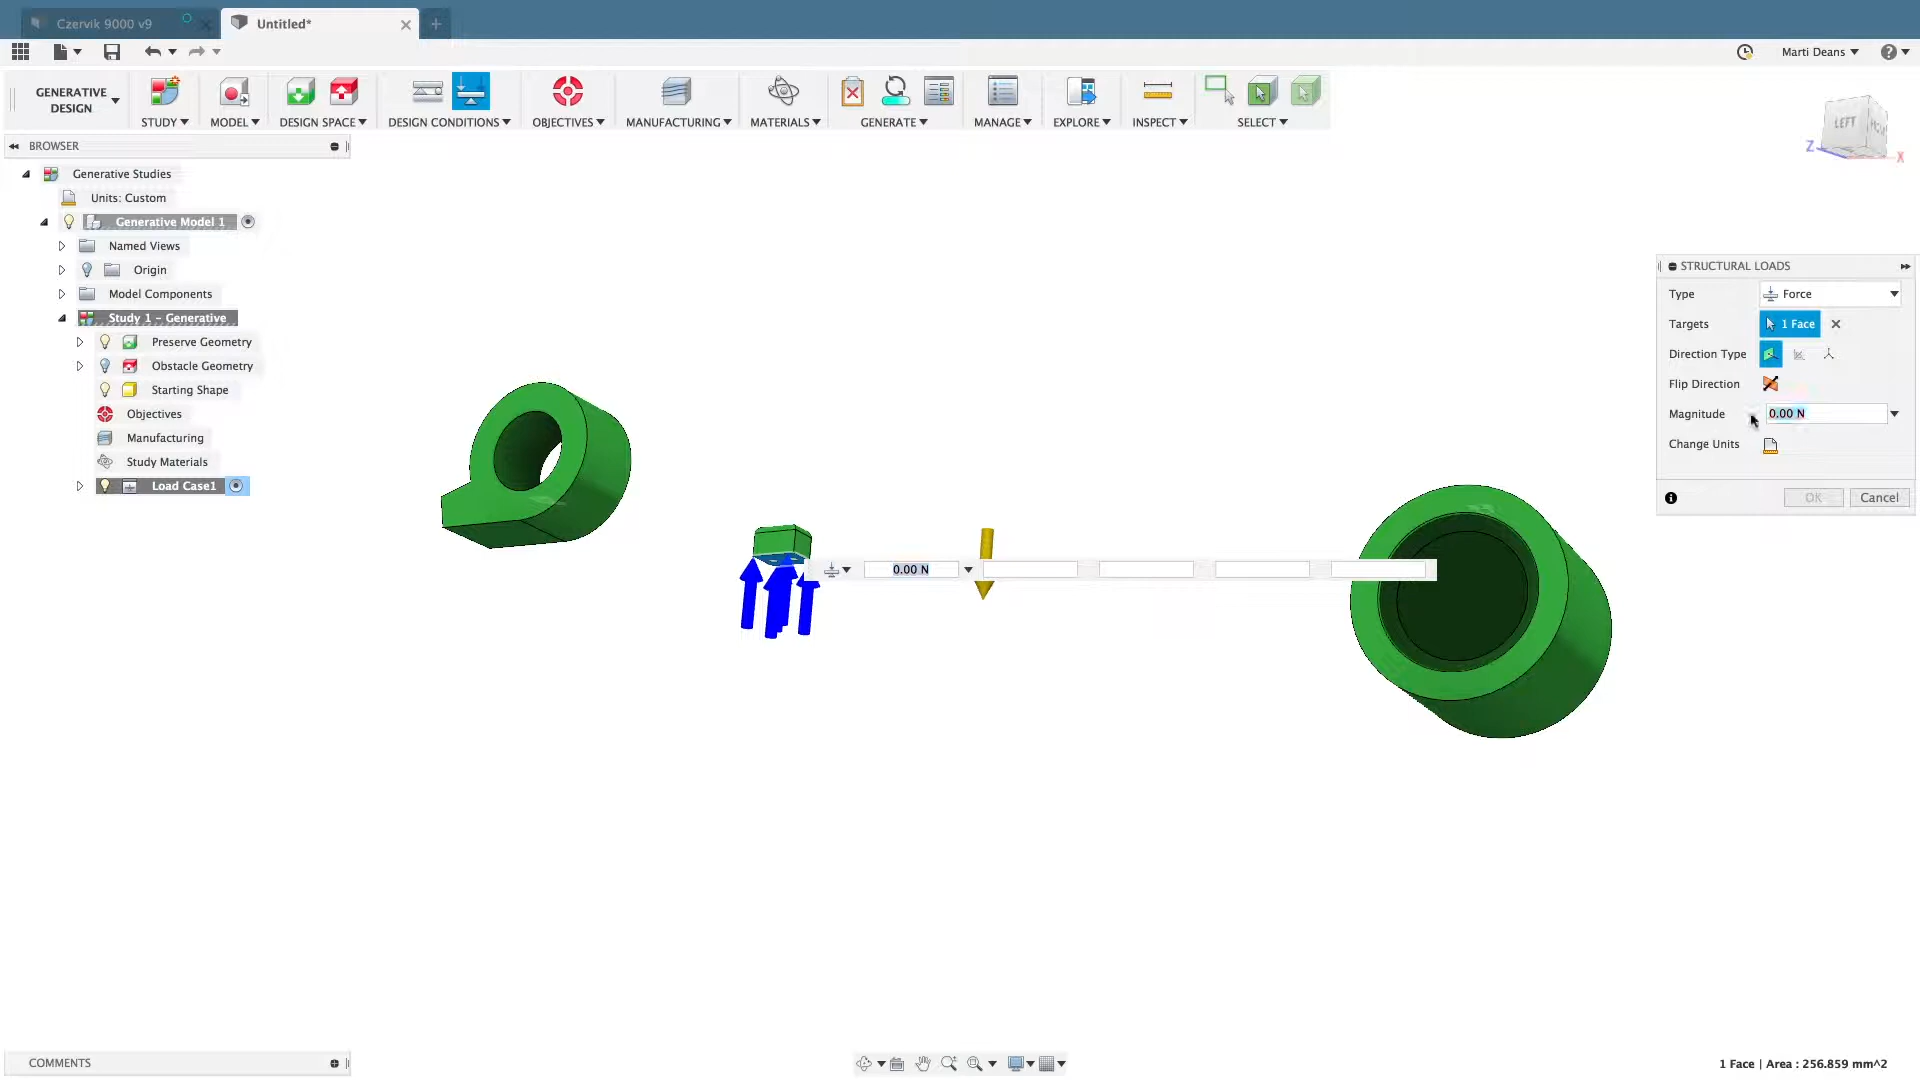 Czervik 9000 v9
Untitled*
Marti Deans
GENERATIVE
DESIGN
STUDY
MODEL
DESIGN SPACE
DESIGN CONDITIONS
OBJECTIVES
MANUFACTURING
MATERIALS
GENERATE
MANAGE
EXPLORE
INSPECT
SELECT
BROWSER
Generative Studies
Units: Custom
Generative Model 1
Named Views
Origin
Model Components
Study 1 - Generative
Preserve Geometry
Obstacle Geometry
Starting Shape
Objectives
Manufacturing
Study Materials
Load Case1
LEFT
Z
X
STRUCTURAL LOADS
Type
Force
Targets
1 Face
Direction Type
Flip Direction
Magnitude
0.00 N
Change Units
OK
Cancel
0.00 N
COMMENTS
1 Face | Area : 256.859 mm^2